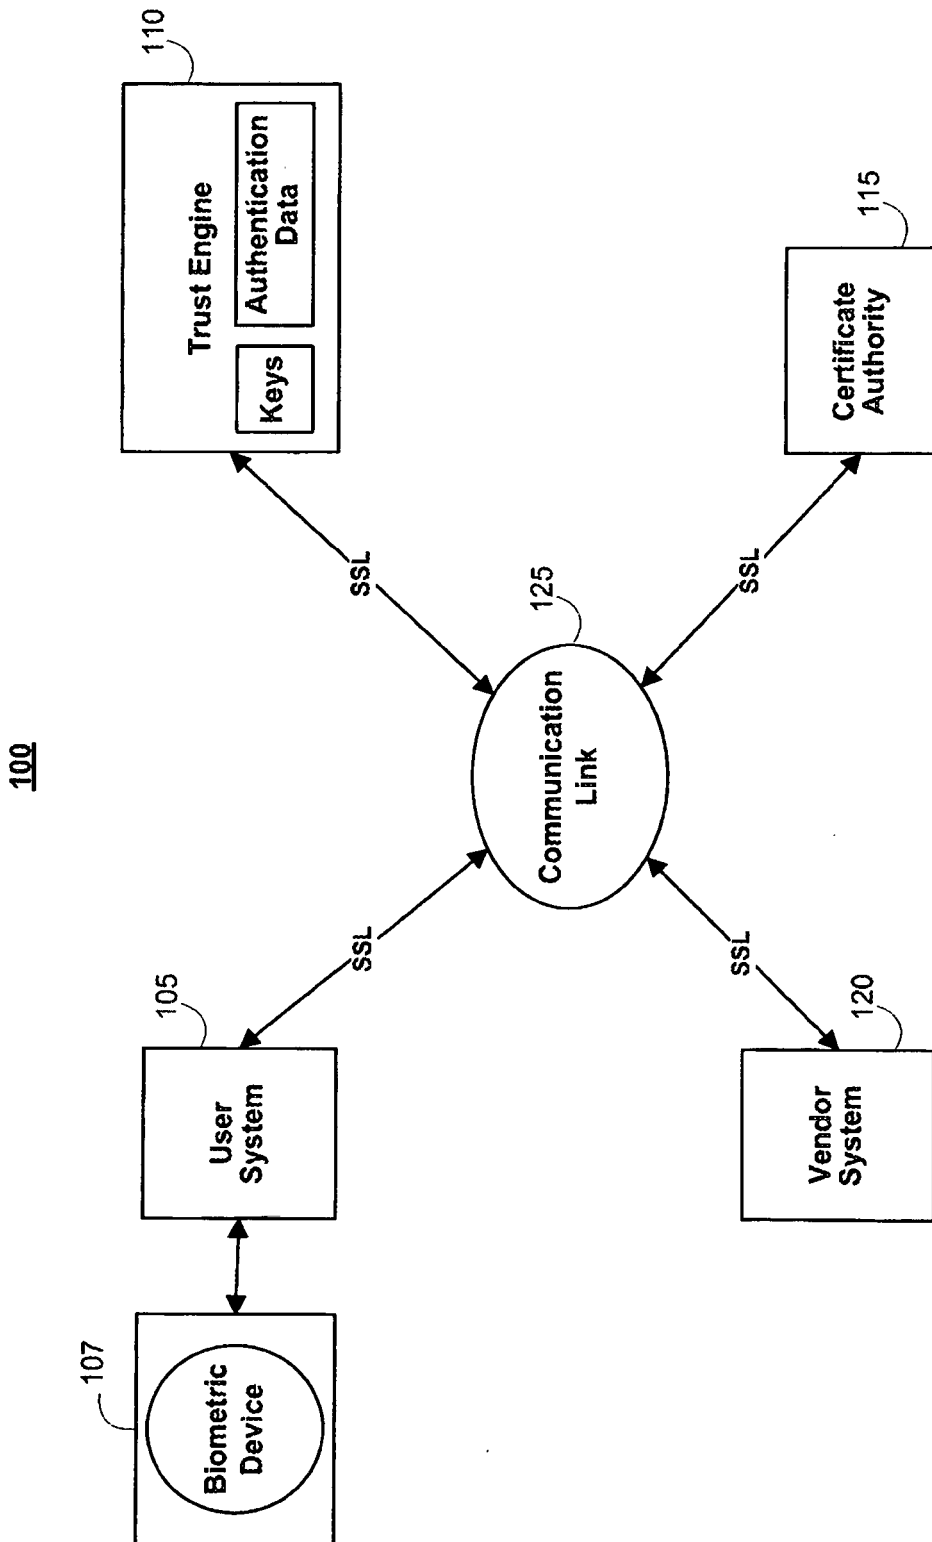 100
107
Biometric
Device
105
User
System
SSL
110
Trust Engine
Keys
Authentication
Data
125
Communication
Link
SSL
120
Vendor
System
SSL
115
Certificate
Authority
SSL